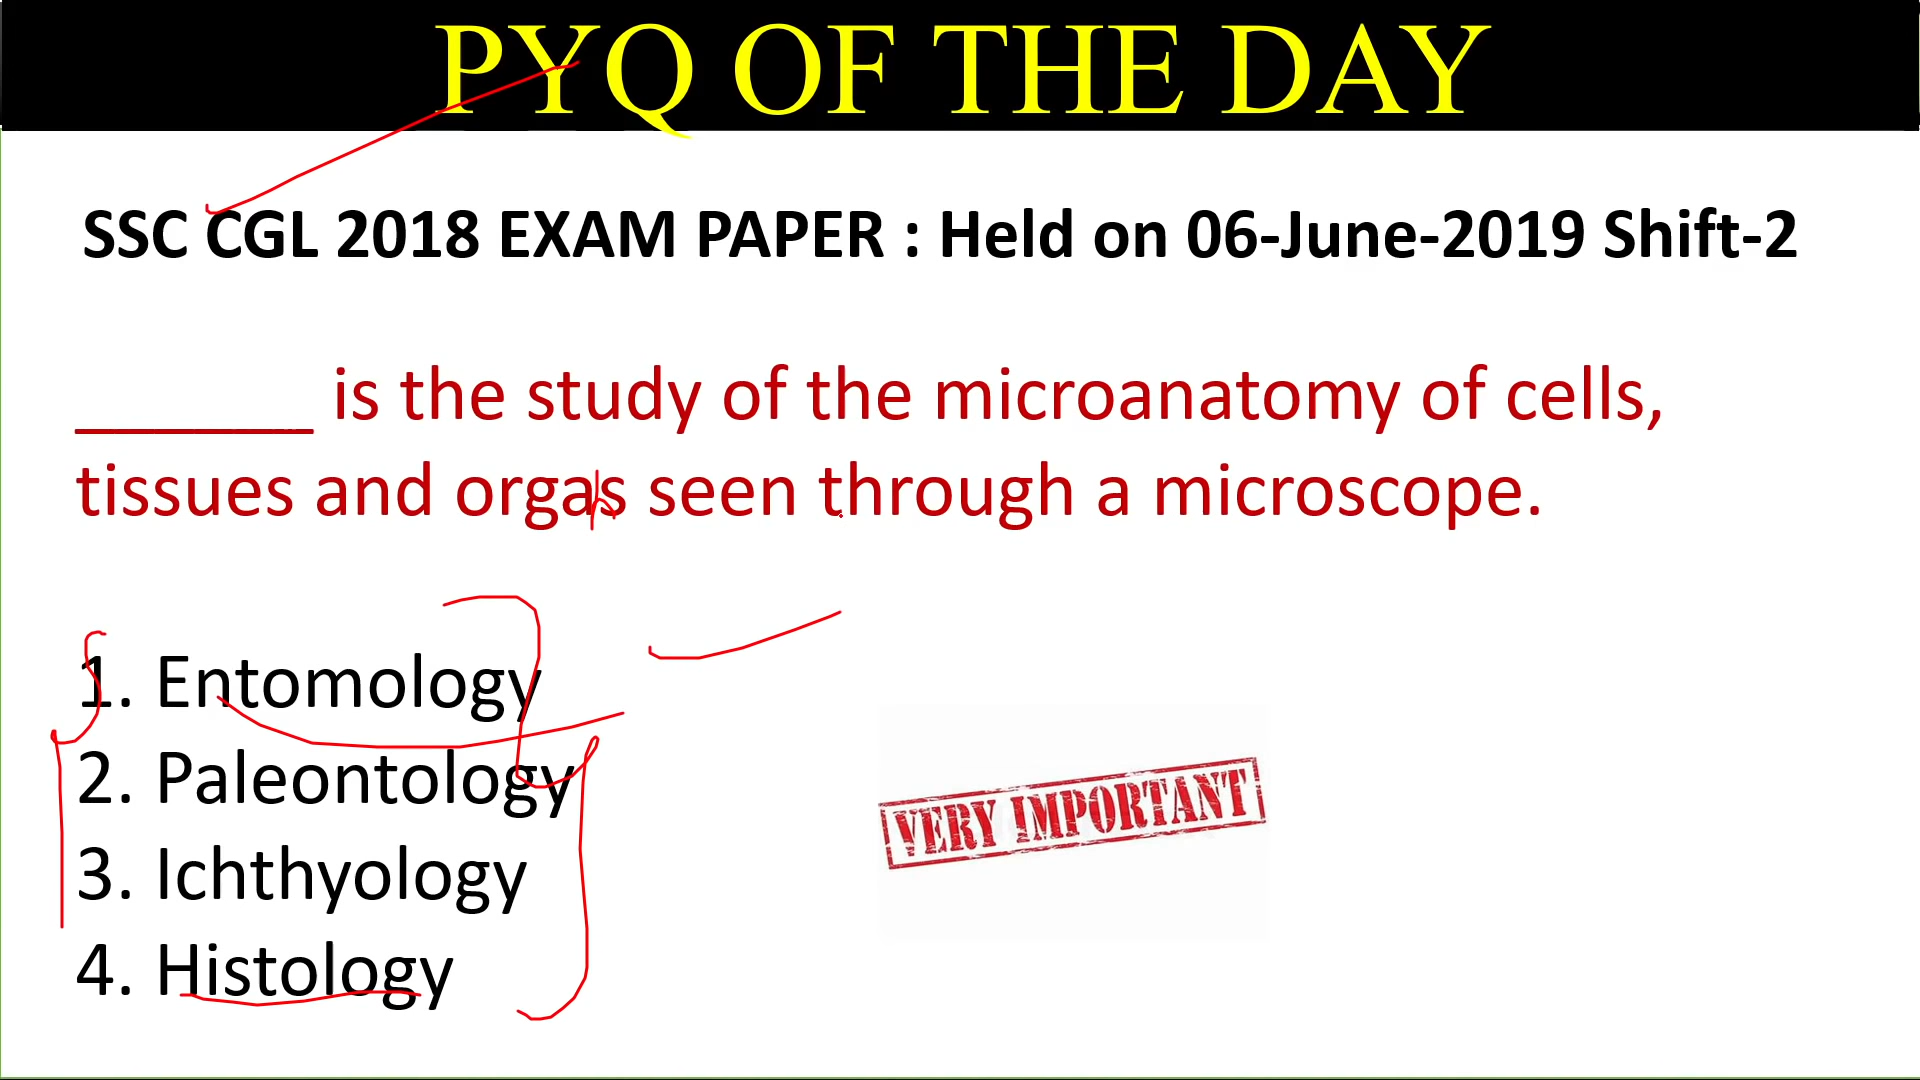 PYQ OF THE DAY
SSC CGL 2018 EXAM PAPER : Held on 06-June-2019 Shift-2
______ is the study of the microanatomy of cells,
tissues and orgas seen through a microscope.
1. Entomology
2. Paleontology
3. Ichthyology
4. Histology
VERY IMPORTANT